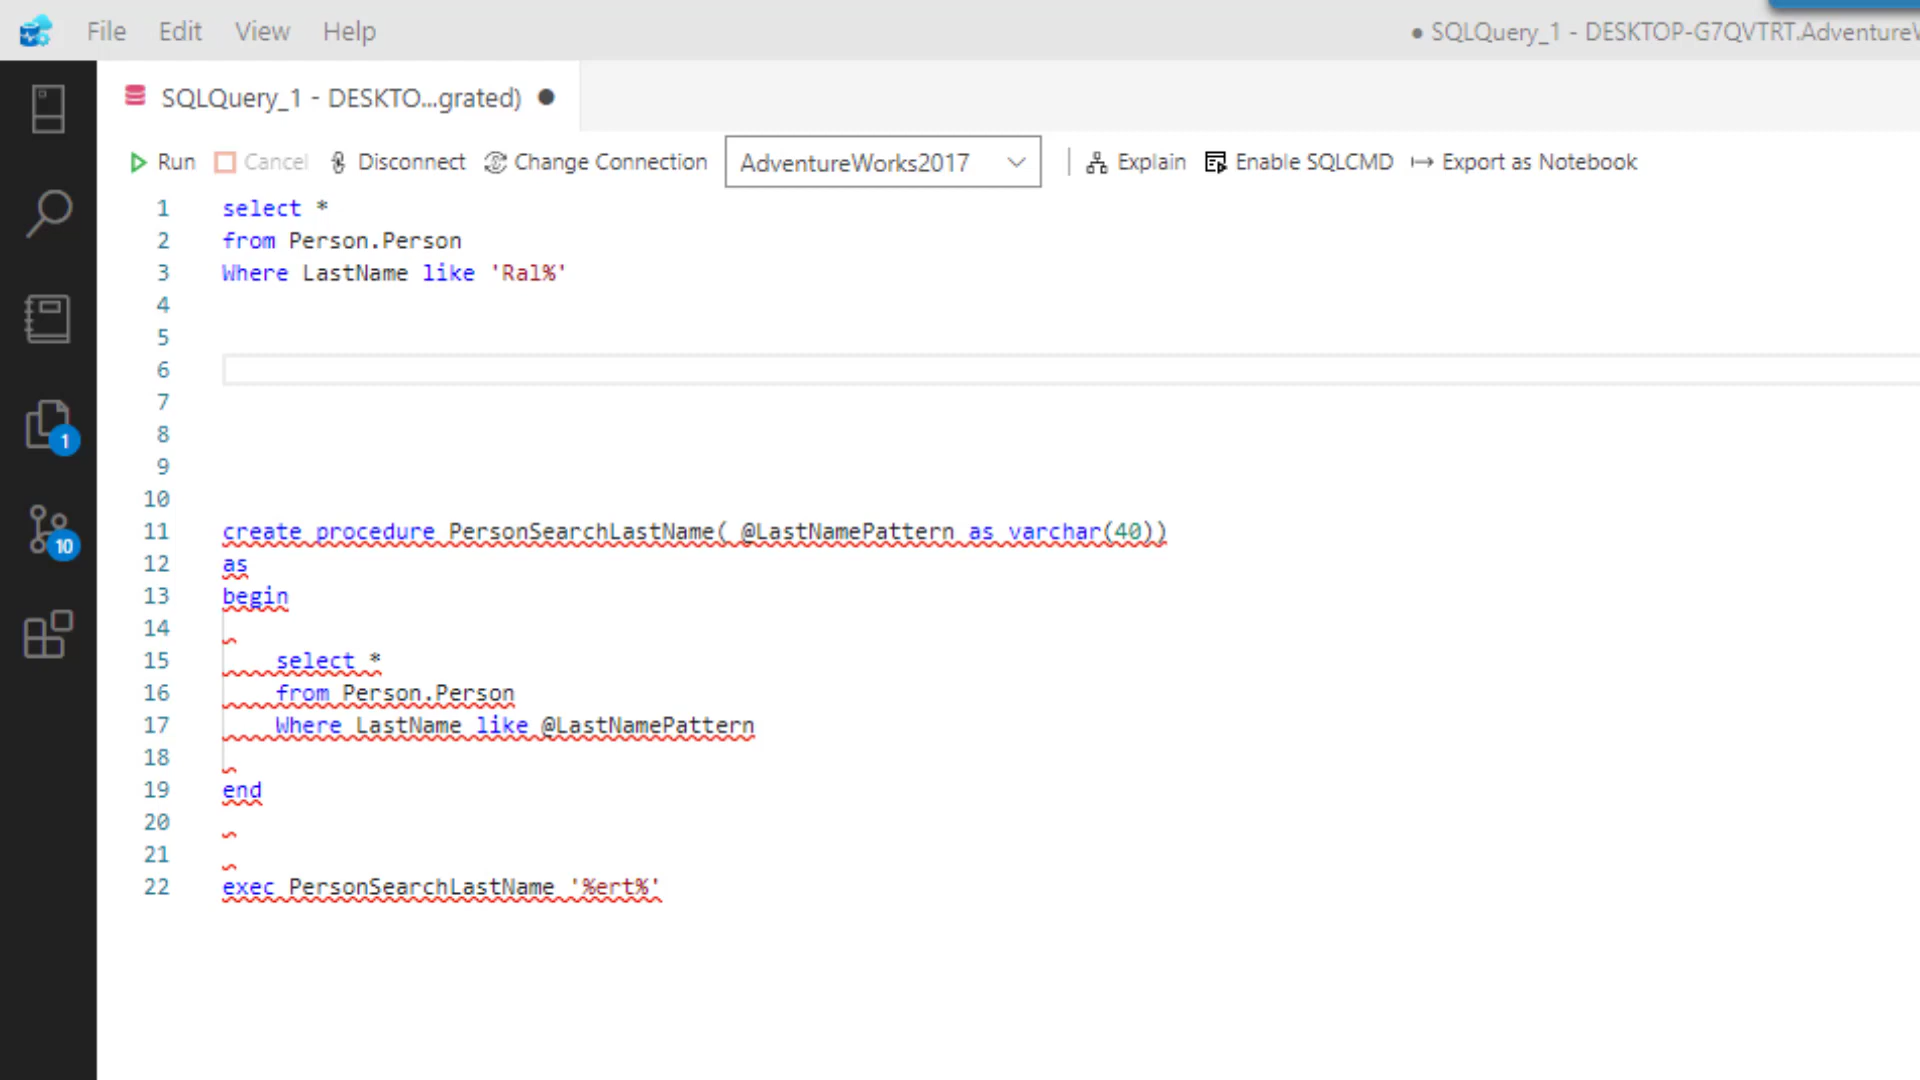 File Edit View Help
● SQLQuery_1 - DESKTOP-G7QVTRT.Adventure
SQLQuery_1 - DESKTO...grated) ●
Run Cancel Disconnect Change Connection AdventureWorks2017 Explain Enable SQLCMD Export as Notebook
1 select *
2 from Person.Person
3 Where LastName like 'Ral%'
4
5
6
7
8
9
10
11 create procedure PersonSearchLastName( @LastNamePattern as varchar(40))
12 as
13 begin
14
15 select *
16 from Person.Person
17 Where LastName like @LastNamePattern
18
19 end
20
21
22 exec PersonSearchLastName '%ert%'
1
10